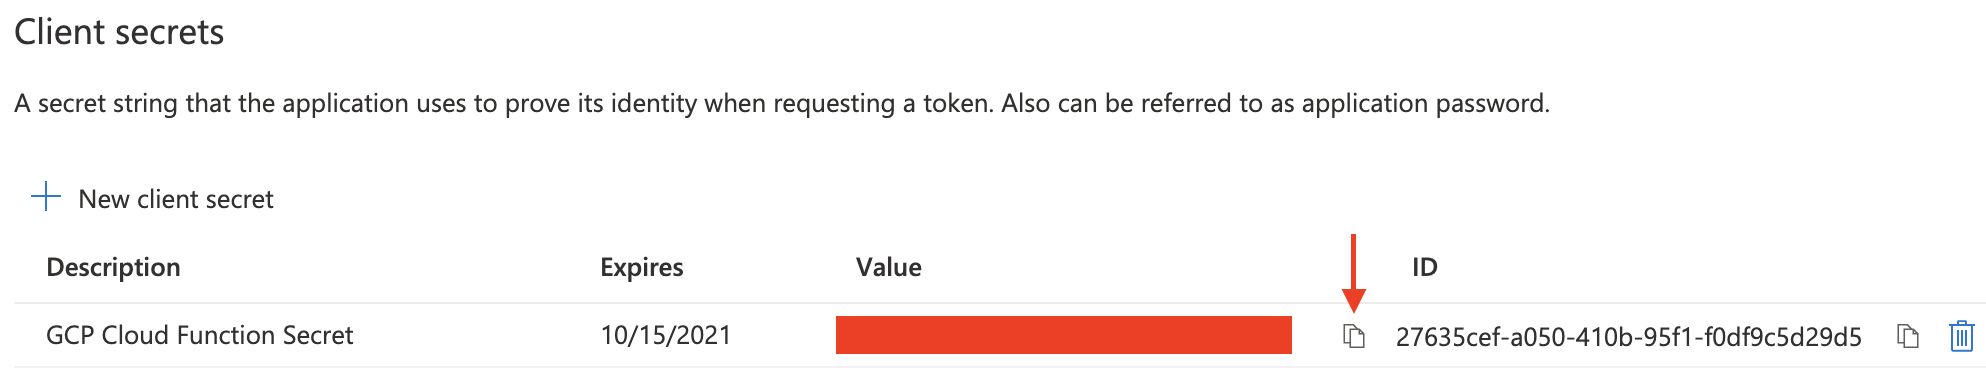 Client secrets
A secret string that the application uses to prove its identity when requesting a token. Also can be referred to as application password.
New client secret
Description Expires Value ID
GCP Cloud Function Secret 10/15/2021 27635cef-a050-410b-95f1-f0df9c5d29d5